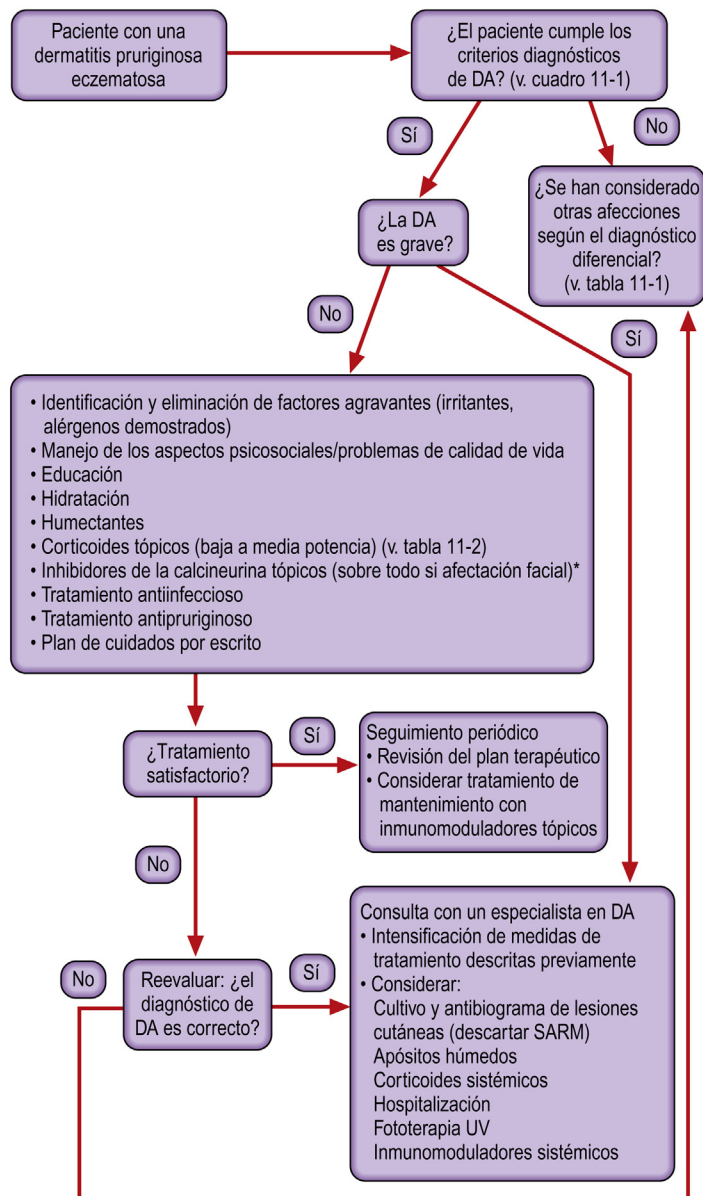 Paciente con una
dermatitis pruriginosa
eczematosa
¿El paciente cumple los
criterios diagnósticos
de DA? (v. cuadro 11-1)
Sí
No
¿La DA
es grave?
¿Se han considerado
otras afecciones
según el diagnóstico
diferencial?
(v. tabla 11-1)
No
Sí
• Identificación y eliminación de factores agravantes (irritantes,
alérgenos demostrados)
• Manejo de los aspectos psicosociales/problemas de calidad de vida
• Educación
• Hidratación
• Humectantes
• Corticoides tópicos (baja a media potencia) (v. tabla 11-2)
• Inhibidores de la calcineurina tópicos (sobre todo si afectación facial)*
• Tratamiento antiinfeccioso
• Tratamiento antipruriginoso
• Plan de cuidados por escrito
¿Tratamiento
satisfactorio?
Sí
Seguimiento periódico
• Revisión del plan terapéutico
• Considerar tratamiento de
mantenimiento con
inmunomoduladores tópicos
No
No
Reevaluar: ¿el
diagnóstico de
DA es correcto?
Sí
Consulta con un especialista en DA
• Intensificación de medidas de
tratamiento descritas previamente
• Considerar:
Cultivo y antibiograma de lesiones
cutáneas (descartar SARM)
Apósitos húmedos
Corticoides sistémicos
Hospitalización
Fototerapia UV
Inmunomoduladores sistémicos